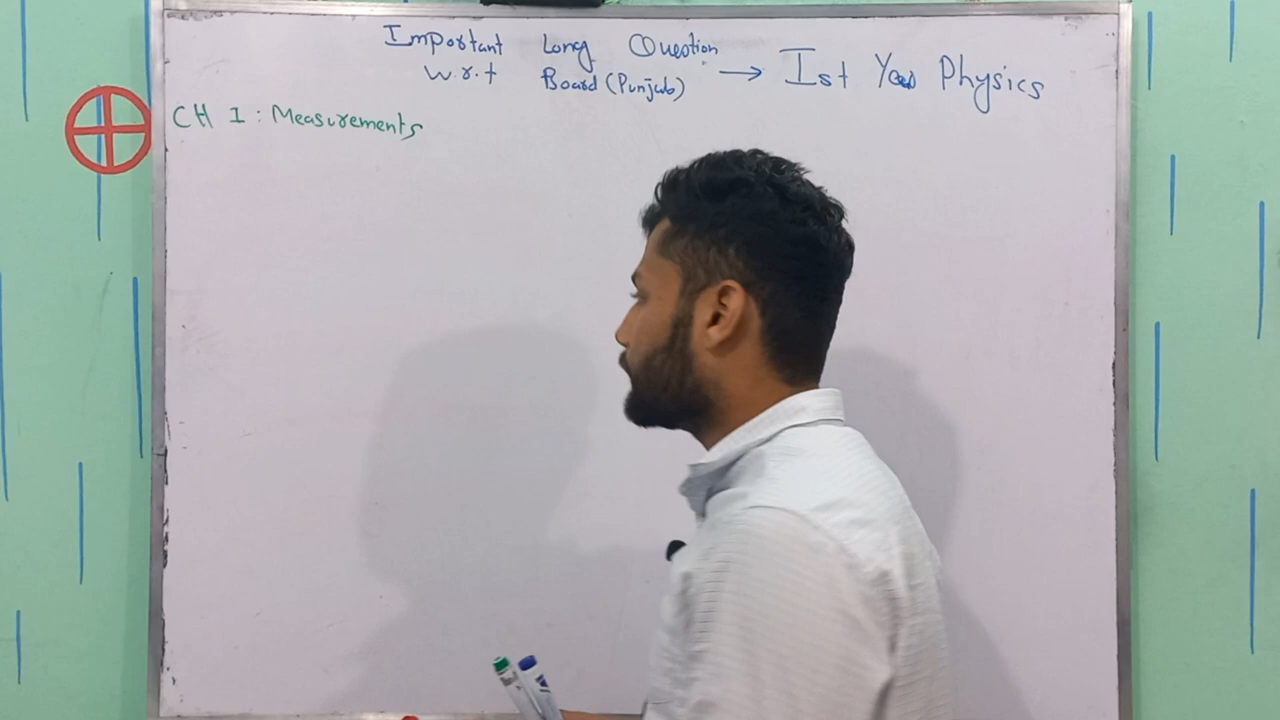 Important Long Question
w.r.t Board (Punjab) → Ist Year Physics
CH 1 : Measurements